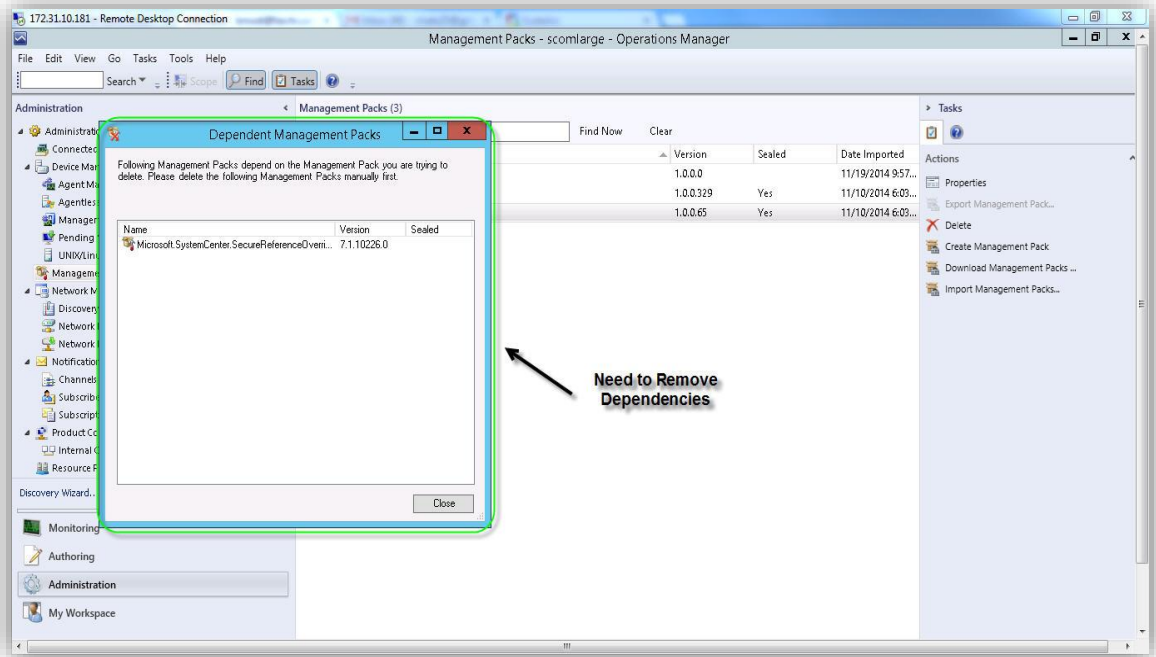 172.31.10.181 - Remote Desktop Connection
Management Packs - scomlarge - Operations Manager
File Edit View Go Tasks Tools Help
Search Scope Find Tasks
Administration
Management Packs (3)
Tasks
Find Now Clear
Version Sealed Date Imported
1.0.0.0 11/19/2014 9:57...
1.0.0.329 Yes 11/10/2014 6:03...
1.0.0.65 Yes 11/10/2014 6:03...
Administratio
Connected
Device Mar
Agent Ma
Agentles
Manager
Pending
UNIX/Lin
Manageme
Network M
Discovery
Network
Network
Notification
Channels
Subscribe
Subscript
Product Co
Internal C
Resource P
Discovery Wizard...
Monitoring
Authoring
Administration
My Workspace
Dependent Management Packs
Following Management Packs depend on the Management Pack you are trying to
delete. Please delete the following Management Packs manually first.
Name Version Sealed
Microsoft.SystemCenter.SecureReferenceOverri... 7.1.10226.0
Close
Need to Remove
Dependencies
Actions
Properties
Export Management Pack...
Delete
Create Management Pack
Download Management Packs ...
Import Management Packs...